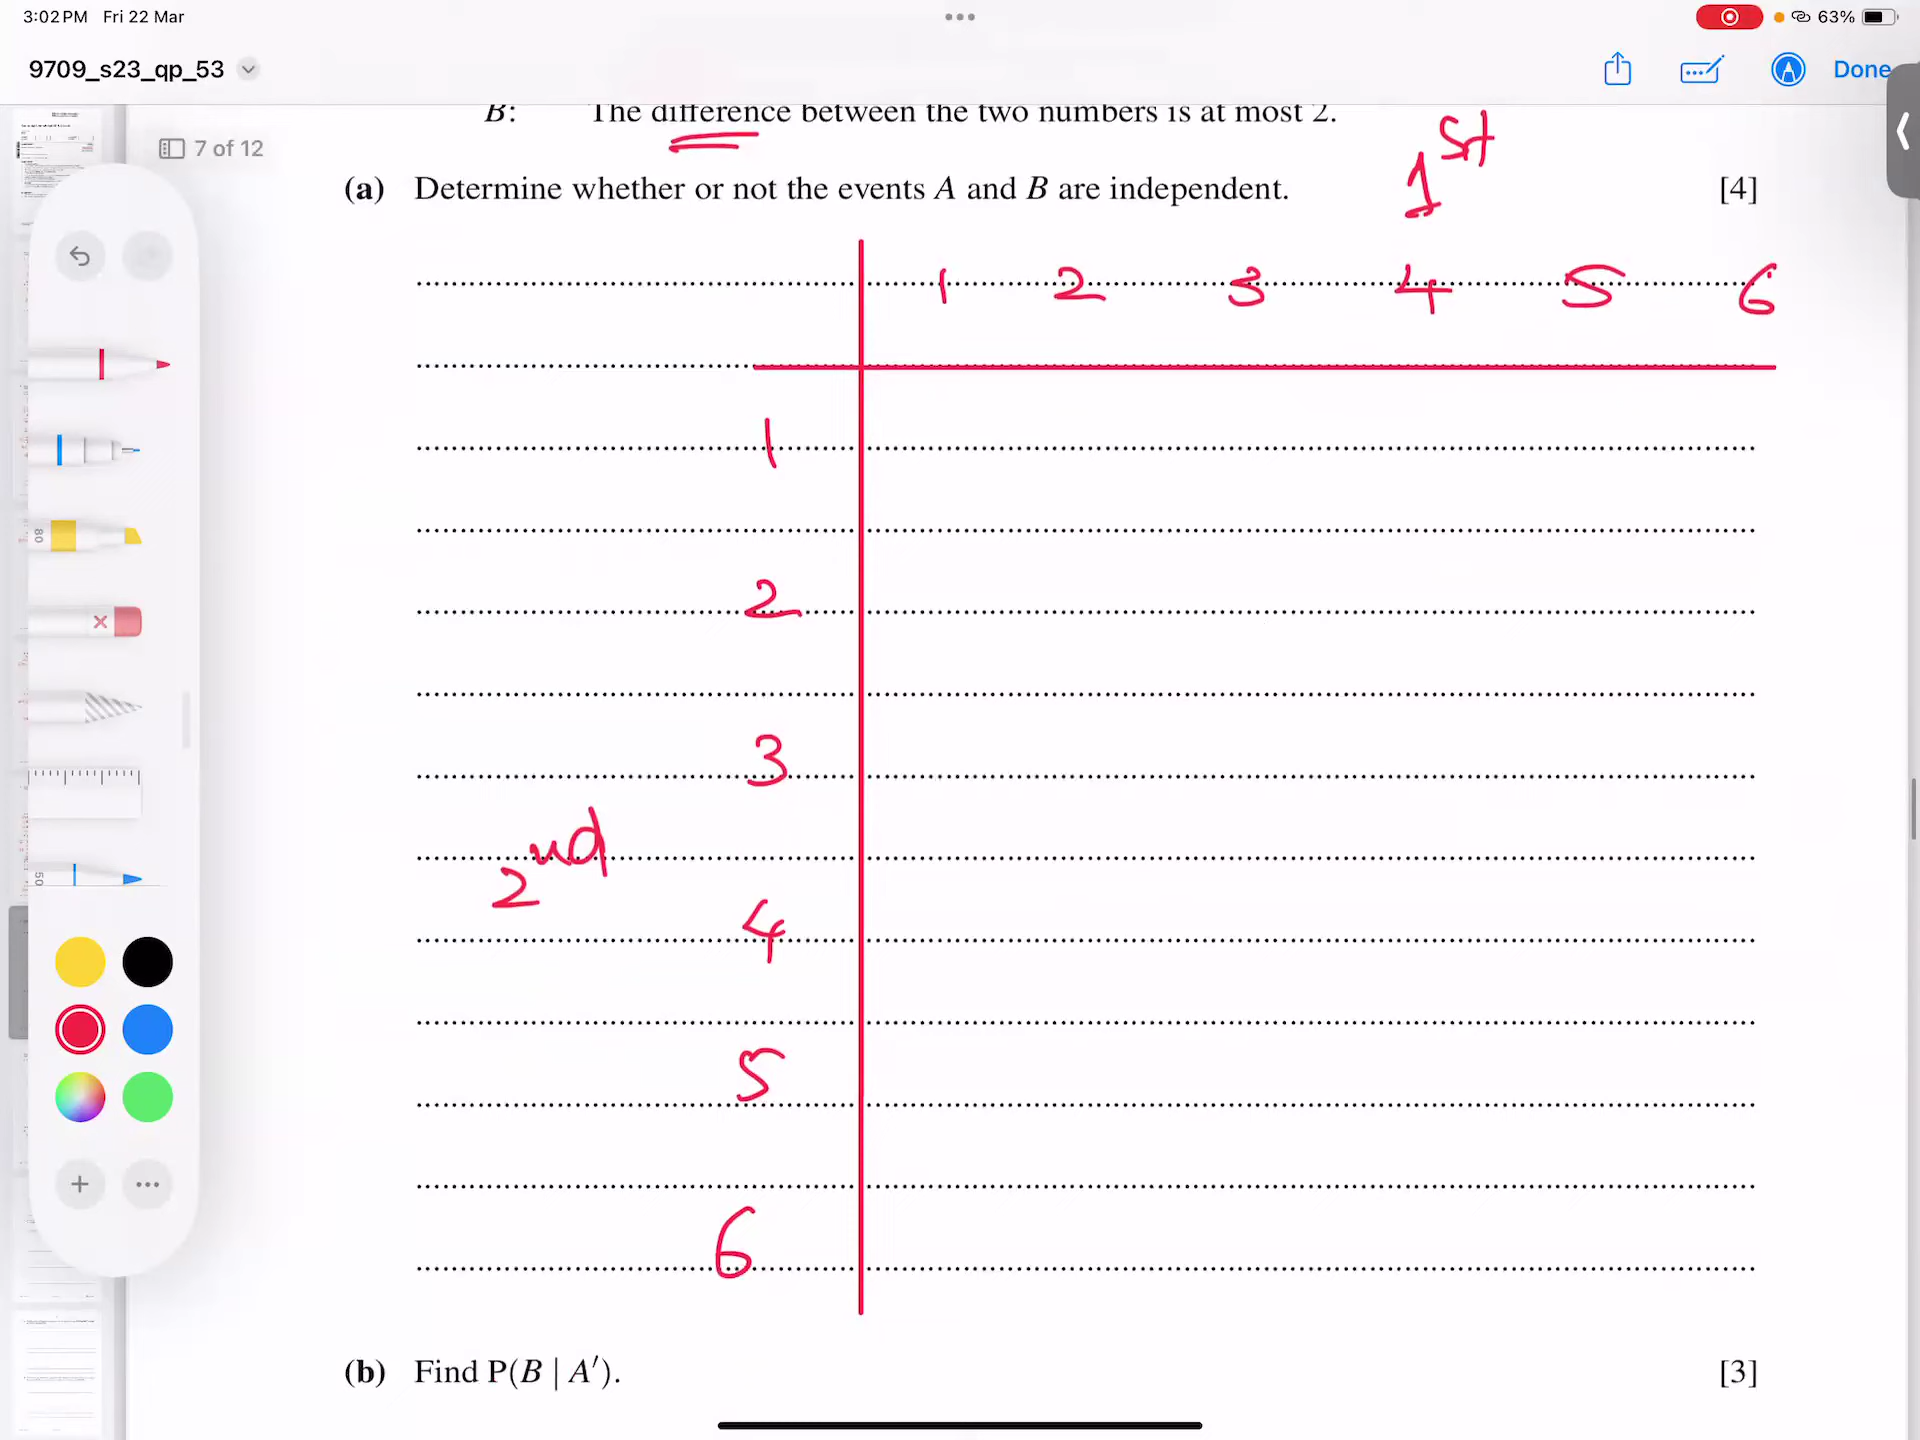 3:02 PM Fri 22 Mar
63%
9709_s23_qp_53
Done
7 of 12
B: The difference between the two numbers is at most 2.
1st
(a) Determine whether or not the events A and B are independent. [4]
1 2 3 4 5 6
1
2
3
2nd
4
5
6
80
50
(b) Find P(B | A′). [3]